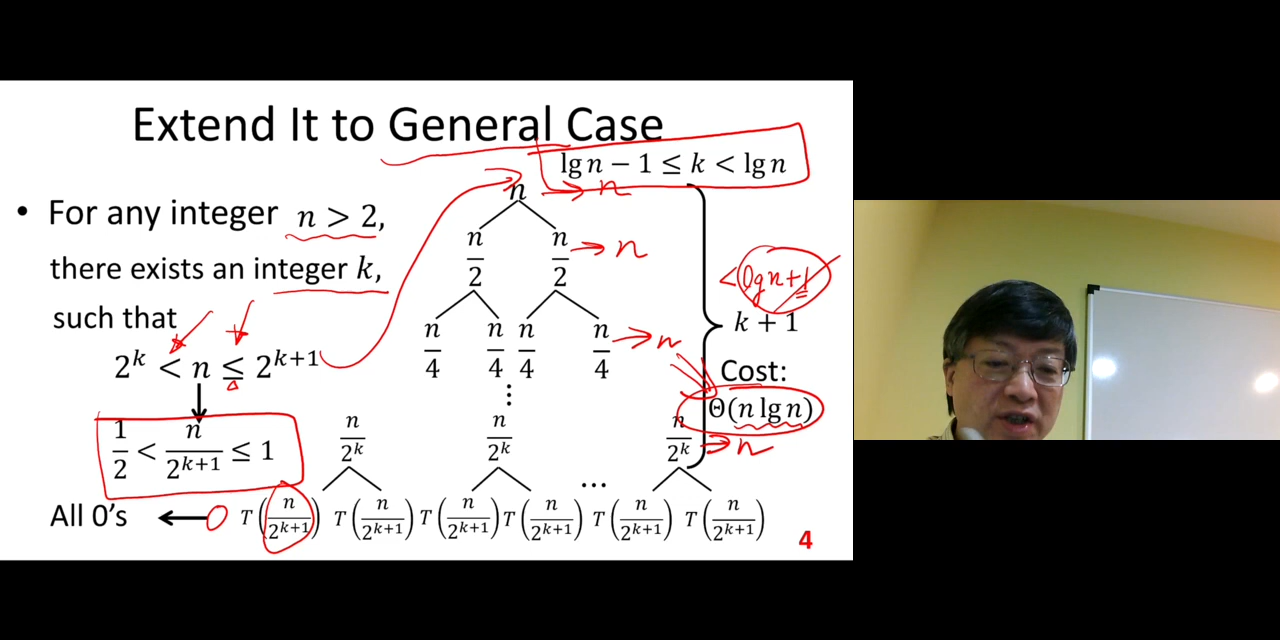 Extend It to General Case
lg n − 1 ≤ k < lg n
• For any integer n > 2,
there exists an integer k,
such that
2^k < n ≤ 2^{k+1}
1/2 < n/2^{k+1} ≤ 1
All 0's ← 0
n → n
n/2 n/2 → n
n/4 n/4 n/4 n/4 → n
⋮
n/2^k n/2^k … n/2^k → n
T(n/2^{k+1}) T(n/2^{k+1}) T(n/2^{k+1}) T(n/2^{k+1}) T(n/2^{k+1}) T(n/2^{k+1})
< lg n + 1
k + 1
Cost:
Θ(n lg n)
4